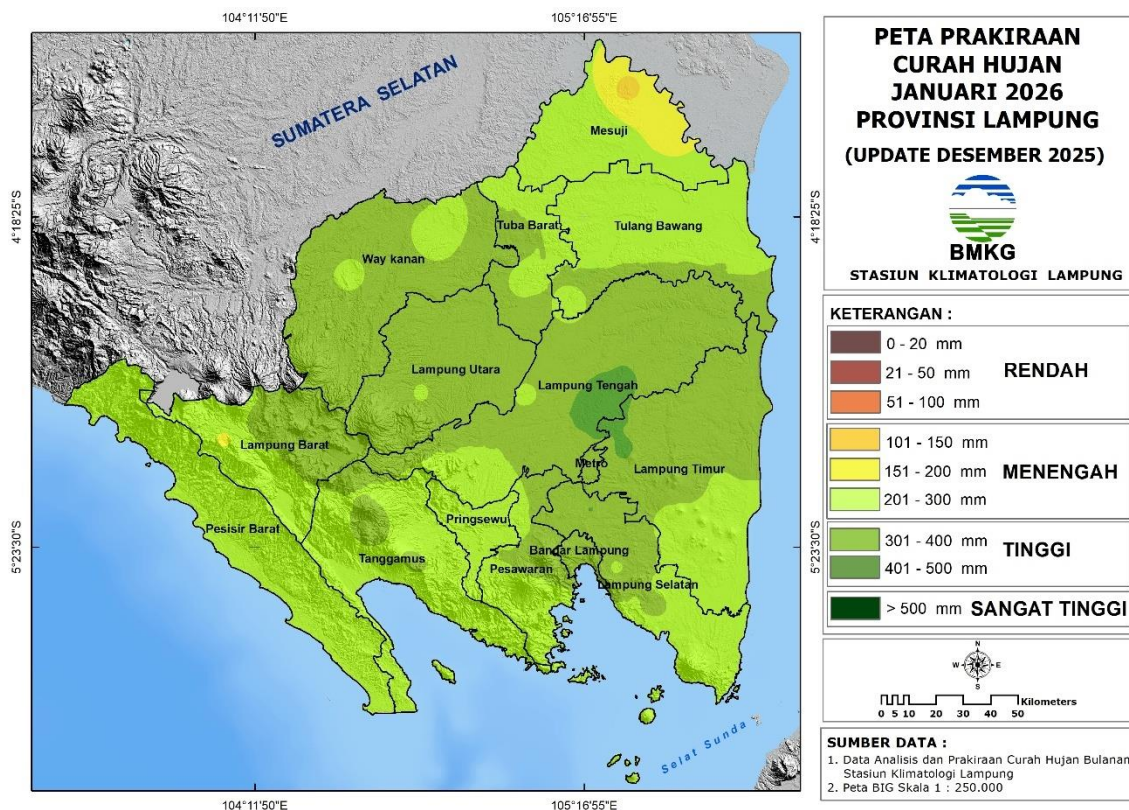 104°11'50"E
105°16'55"E
SUMATERA SELATAN
Mesuji
4°18'25"S
4°18'25"S
Tuba Barat
Tulang Bawang
Way kanan
Lampung Utara
Lampung Tengah
Lampung Barat
Metro
Lampung Timur
Pesisir Barat
Pringsewu
5°23'30"S
5°23'30"S
Tanggamus
Bandar Lampung
Pesawaran
Lampung Selatan
Selat Sunda
104°11'50"E
105°16'55"E
PETA PRAKIRAAN
CURAH HUJAN
JANUARI 2026
PROVINSI LAMPUNG
(UPDATE DESEMBER 2025)
BMKG
STASIUN KLIMATOLOGI LAMPUNG
KETERANGAN :
0 - 20 mm
21 - 50 mm
51 - 100 mm
RENDAH
101 - 150 mm
151 - 200 mm
201 - 300 mm
MENENGAH
301 - 400 mm
401 - 500 mm
TINGGI
> 500 mm
SANGAT TINGGI
N
W
E
S
0 5 10 20 30 40 50
Kilometers
SUMBER DATA :
1. Data Analisis dan Prakiraan Curah Hujan Bulanan
Stasiun Klimatologi Lampung
2. Peta BIG Skala 1 : 250.000